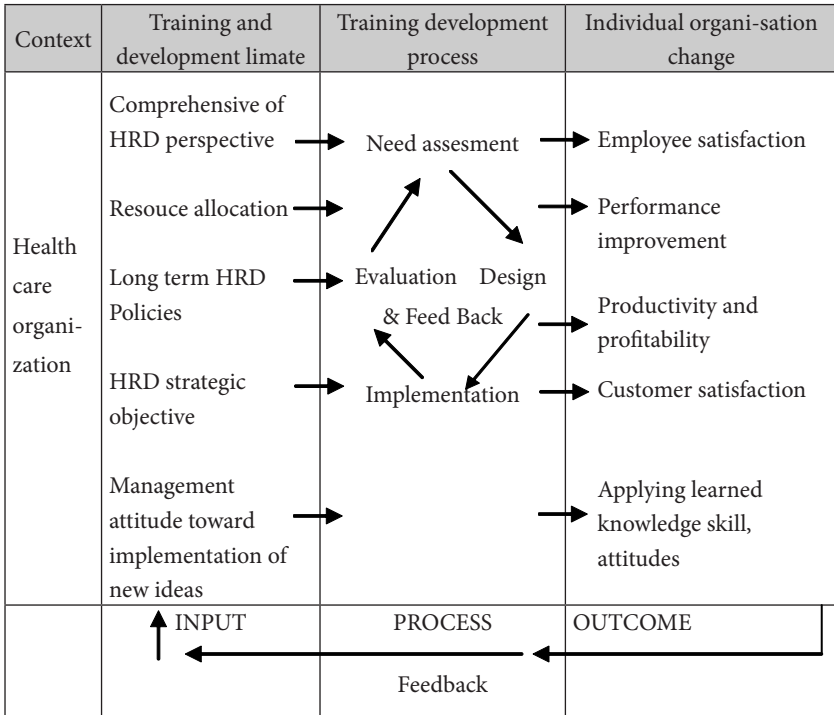 Context
Training and
development limate
Training development
process
Individual organi-sation
change
Health
care
organi-
zation
Comprehensive of
HRD perspective
Resouce allocation
Long term HRD
Policies
HRD strategic
objective
Management
attitude toward
implementation of
new ideas
Need assesment
Evaluation Design
& Feed Back
Implementation
Employee satisfaction
Performance
improvement
Productivity and
profitability
Customer satisfaction
Applying learned
knowledge skill,
attitudes
INPUT
PROCESS
OUTCOME
Feedback